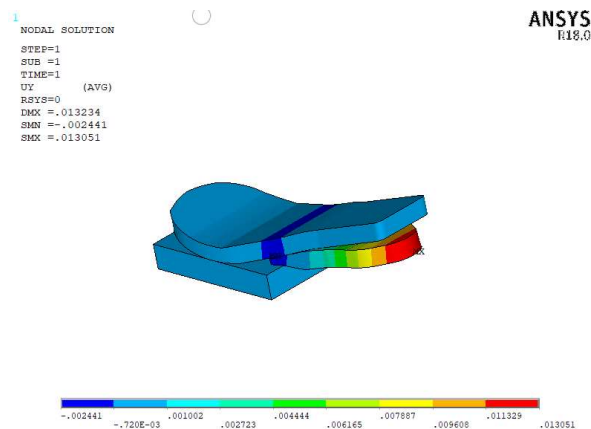 1
NODAL SOLUTION
ANSYS
R18.0
STEP=1
SUB =1
TIME=1
UY (AVG)
RSYS=0
DMX =.013234
SMN =-.002441
SMX =.013051
-.002441 .001002 .004444 .007887 .011329
-.720E-03 .002723 .006165 .009608 .013051